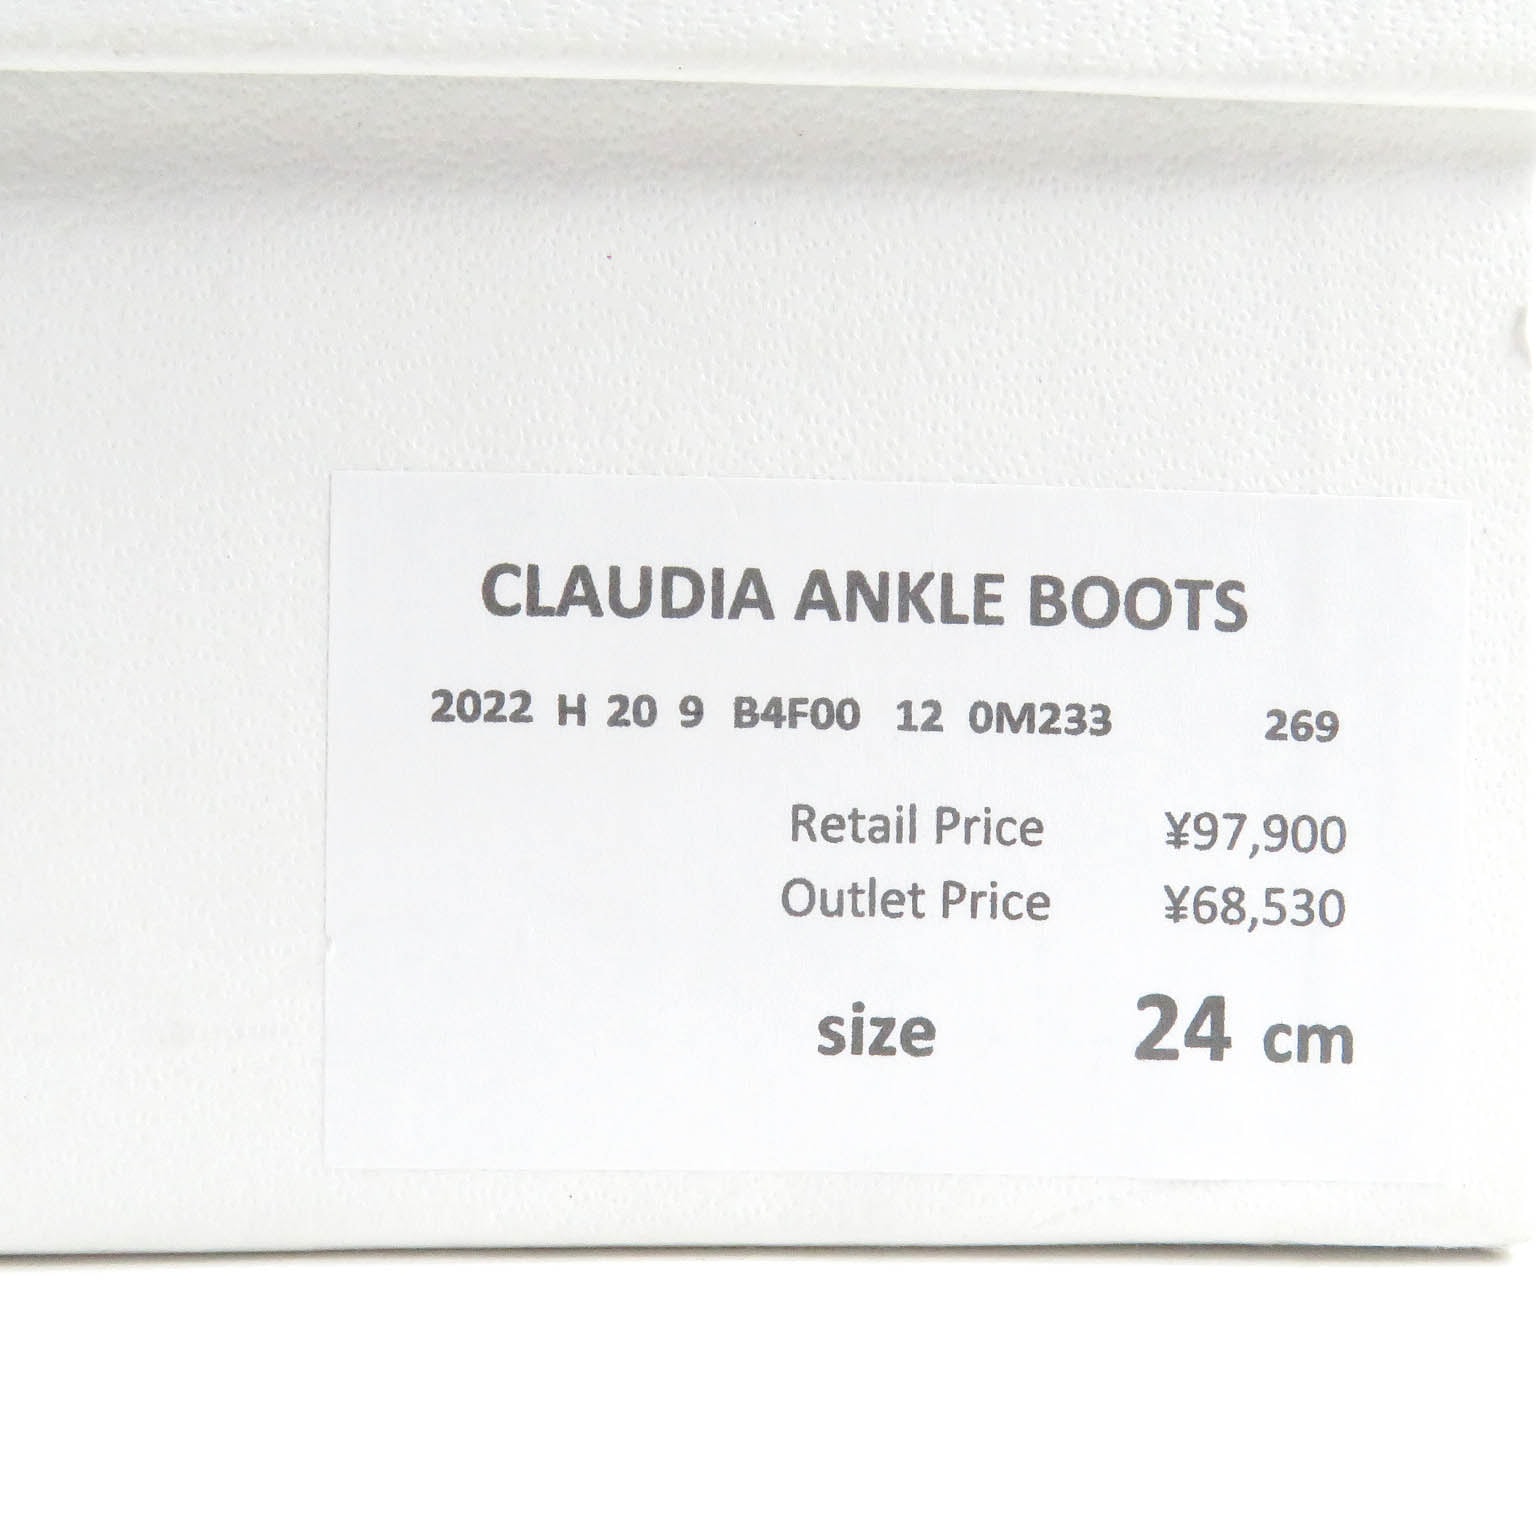 CLAUDIA ANKLE BOOTS
2022 H 20 9 B4F00 12 0M233 269
Retail Price ¥97,900
Outlet Price ¥68,530
size 24 cm